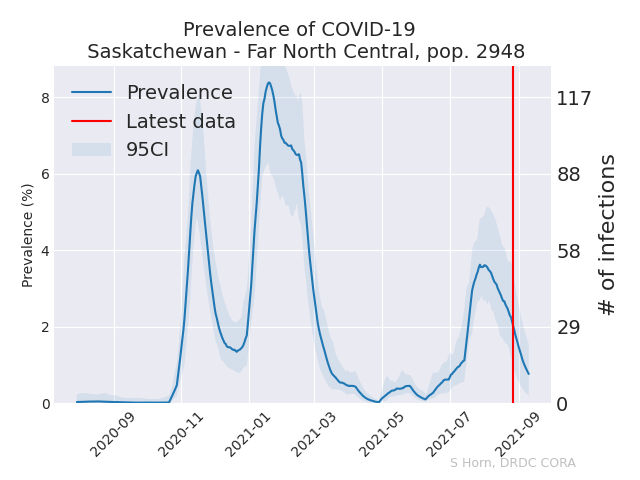 Prevalence of COVID-19
Saskatchewan - Far North Central, pop. 2948
Prevalence
Latest data
95CI
Prevalence (%)
8
6
4
2
0
117
88
58
29
0
# of infections
2020-09
2020-11
2021-01
2021-03
2021-05
2021-07
2021-09
S Horn, DRDC CORA